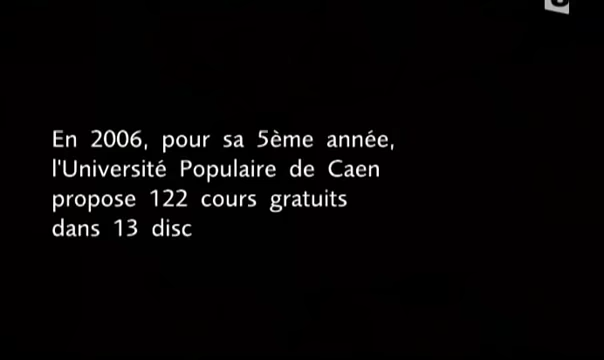 En 2006, pour sa 5ème année,
l'Université Populaire de Caen
propose 122 cours gratuits
dans 13 disc